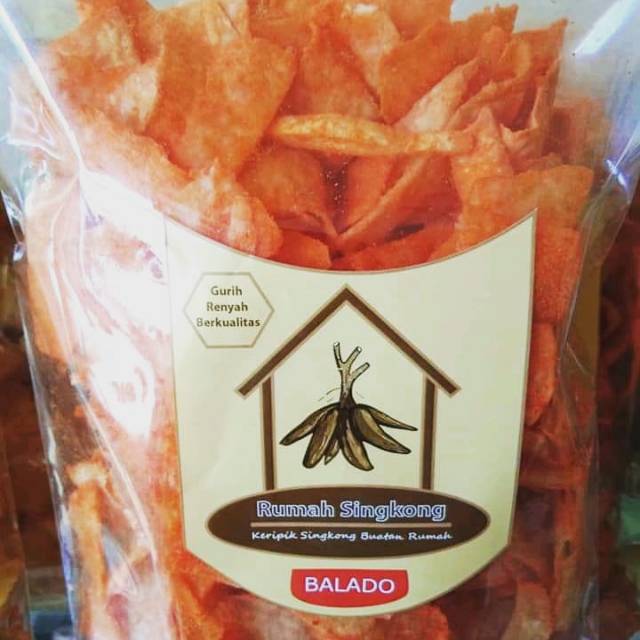 Gurih
Renyah
Berkualitas
Rumah Singkong
Keripik Singkong Buatan Rumah
BALADO